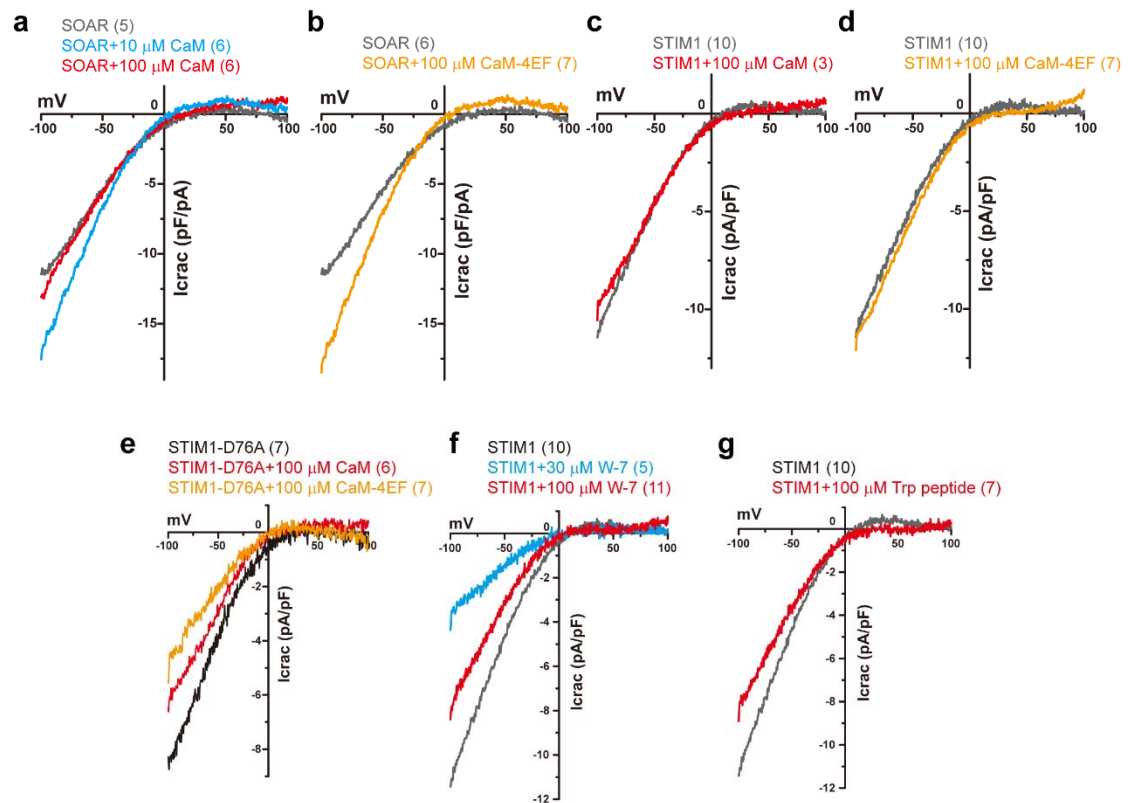 a
SOAR (5)
SOAR+10 μM CaM (6)
SOAR+100 μM CaM (6)
mV
-100
-50
0
50
100
-5
-10
-15
Icrac (pF/pA)
b
SOAR (6)
SOAR+100 μM CaM-4EF (7)
mV
-100
-50
0
50
100
-5
-10
-15
Icrac (pF/pA)
c
STIM1 (10)
STIM1+100 μM CaM (3)
mV
-100
-50
0
50
100
-5
-10
Icrac (pA/pF)
d
STIM1 (10)
STIM1+100 μM CaM-4EF (7)
mV
-100
-50
0
50
100
-5
-10
Icrac (pA/pF)
e
STIM1-D76A (7)
STIM1-D76A+100 μM CaM (6)
STIM1-D76A+100 μM CaM-4EF (7)
mV
-100
-50
0
50
100
-2
-4
-6
-8
Icrac (pA/pF)
f
STIM1 (10)
STIM1+30 μM W-7 (5)
STIM1+100 μM W-7 (11)
mV
-100
-50
0
50
100
-2
-4
-6
-8
-10
-12
Icrac (pA/pF)
g
STIM1 (10)
STIM1+100 μM Trp peptide (7)
mV
-100
-50
0
50
100
-2
-4
-6
-8
-10
-12
Icrac (pA/pF)